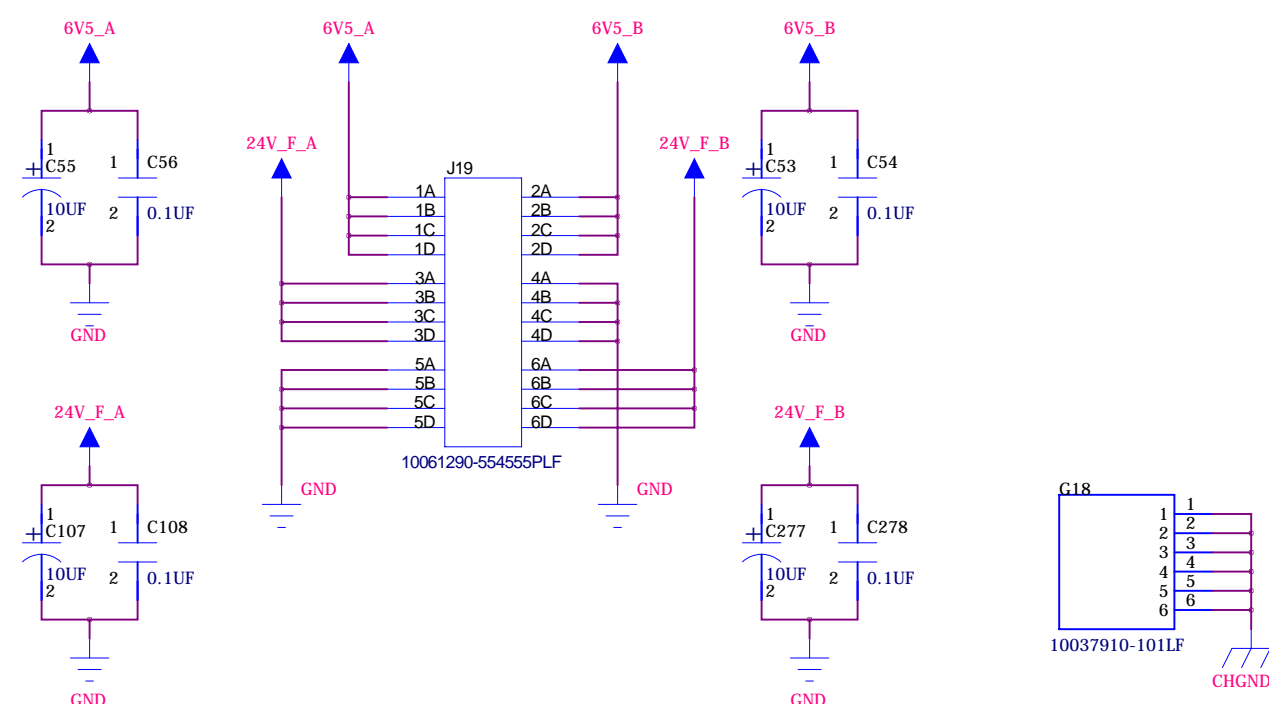 6V5_A
6V5_A
6V5_B
6V5_B
1
C55
10UF
2
1
C56
2
0.1UF
GND
24V_F_A
24V_F_B
J19
1A
1B
1C
1D
3A
3B
3C
3D
5A
5B
5C
5D
2A
2B
2C
2D
4A
4B
4C
4D
6A
6B
6C
6D
10061290-554555PLF
GND
GND
1
C53
10UF
2
1
C54
2
0.1UF
GND
24V_F_A
1
C107
10UF
2
1
C108
2
0.1UF
GND
24V_F_B
1
C277
10UF
2
1
C278
2
0.1UF
GND
G18
1 1
2 2
3 3
4 4
5 5
6 6
10037910-101LF
CHGND